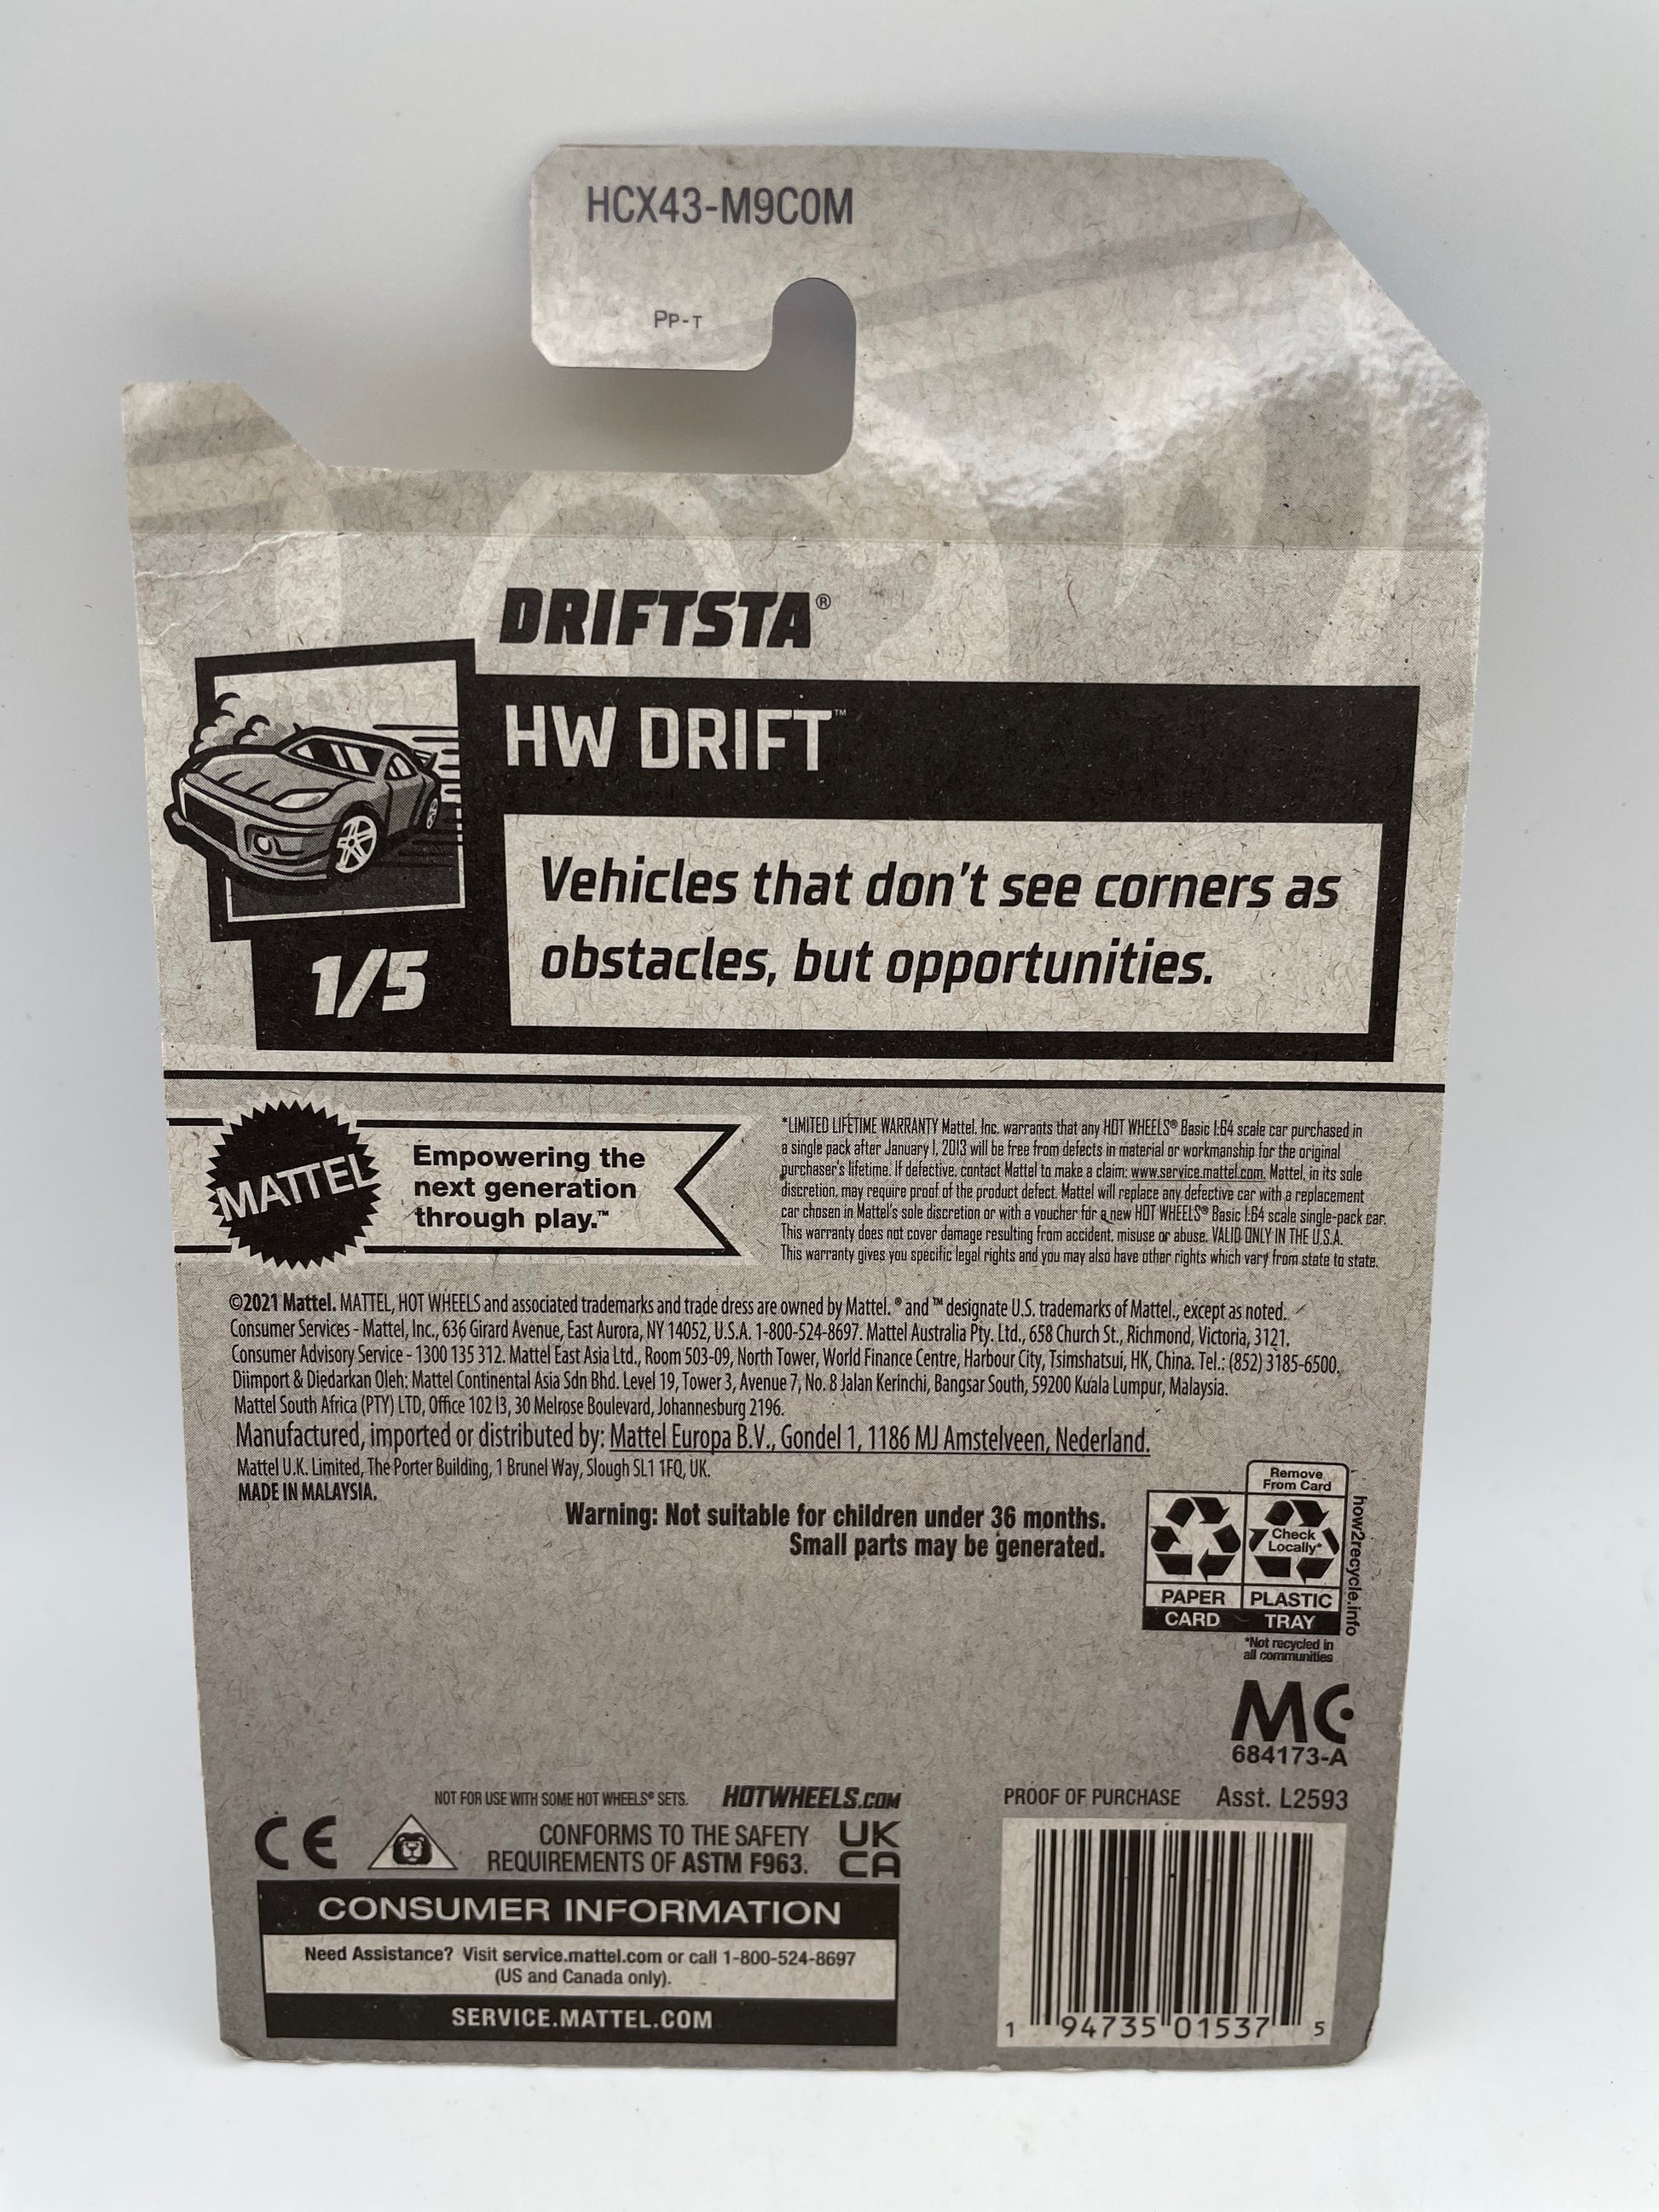 HCX43-M9C0M
PP-T
DRIFTSTA®
HW DRIFT™
Vehicles that don't see corners as
obstacles, but opportunities.
1/5
MATTEL
Empowering the
next generation
through play.™
*LIMITED LIFETIME WARRANTY Mattel, Inc. warrants that any HOT WHEELS® Basic 1:64 scale car purchased in
a single pack after January 1, 2013 will be free from defects in material or workmanship for the original
purchaser's lifetime. If defective, contact Mattel to make a claim: www.service.mattel.com. Mattel, in its sole
discretion, may require proof of the product defect. Mattel will replace any defective car with a replacement
car chosen in Mattel's sole discretion or with a voucher for a new HOT WHEELS® Basic 1:64 scale single-pack car.
This warranty does not cover damage resulting from accident, misuse or abuse. VALID ONLY IN THE U.S.A.
This warranty gives you specific legal rights and you may also have other rights which vary from state to state.
©2021 Mattel. MATTEL, HOT WHEELS and associated trademarks and trade dress are owned by Mattel. ® and ™ designate U.S. trademarks of Mattel., except as noted.
Consumer Services - Mattel, Inc., 636 Girard Avenue, East Aurora, NY 14052, U.S.A. 1-800-524-8697. Mattel Australia Pty. Ltd., 658 Church St., Richmond, Victoria, 3121.
Consumer Advisory Service - 1300 135 312. Mattel East Asia Ltd., Room 503-09, North Tower, World Finance Centre, Harbour City, Tsimshatsui, HK, China. Tel.: (852) 3185-6500.
Diimport & Diedarkan Oleh: Mattel Continental Asia Sdn Bhd. Level 19, Tower 3, Avenue 7, No. 8 Jalan Kerinchi, Bangsar South, 59200 Kuala Lumpur, Malaysia.
Mattel South Africa (PTY) LTD, Office 102 I3, 30 Melrose Boulevard, Johannesburg 2196.
Manufactured, imported or distributed by: Mattel Europa B.V., Gondel 1, 1186 MJ Amstelveen, Nederland.
Mattel U.K. Limited, The Porter Building, 1 Brunel Way, Slough SL1 1FQ, UK.
MADE IN MALAYSIA.
Warning: Not suitable for children under 36 months.
Small parts may be generated.
Remove
From Card
Check
Locally*
PAPER PLASTIC
CARD TRAY
how2recycle.info
*Not recycled in
all communities
MC
684173-A
NOT FOR USE WITH SOME HOT WHEELS® SETS. HOTWHEELS.COM
CE
CONFORMS TO THE SAFETY
REQUIREMENTS OF ASTM F963.
UK
CA
PROOF OF PURCHASE Asst. L2593
CONSUMER INFORMATION
Need Assistance? Visit service.mattel.com or call 1-800-524-8697
(US and Canada only).
SERVICE.MATTEL.COM
1 94735 01537 5